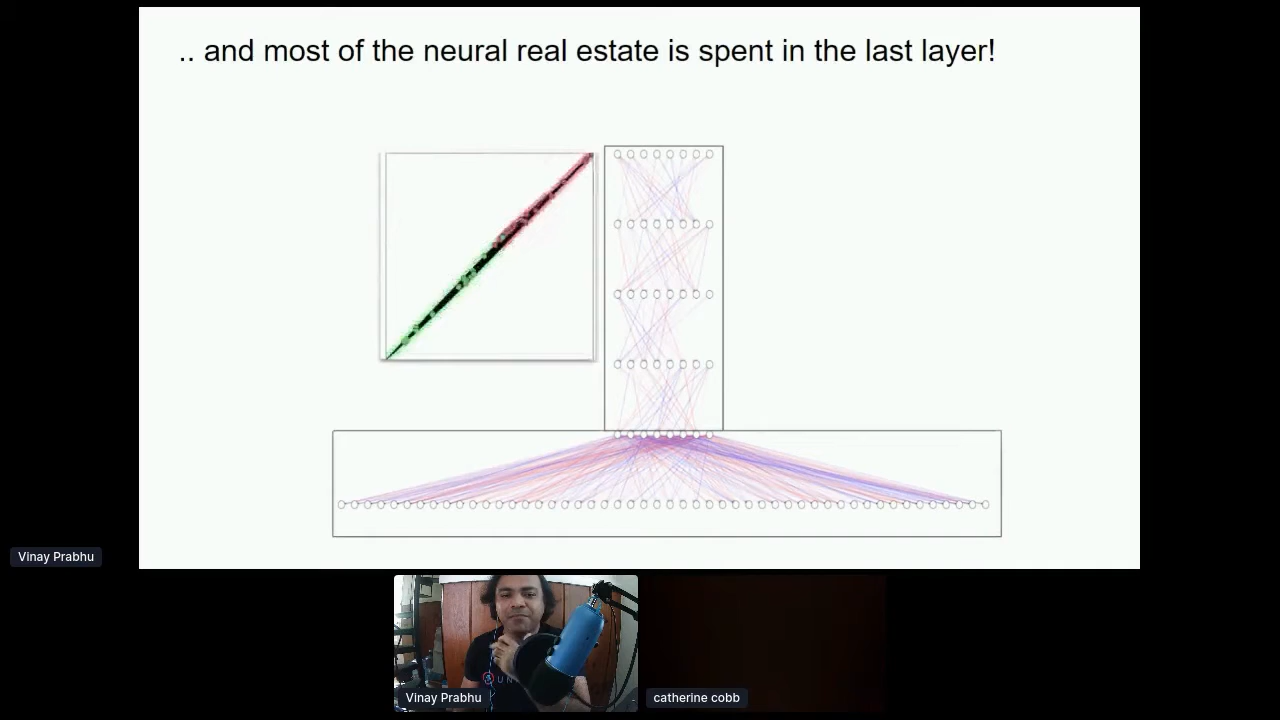 .. and most of the neural real estate is spent in the last layer!
Vinay Prabhu
UN
Vinay Prabhu
catherine cobb